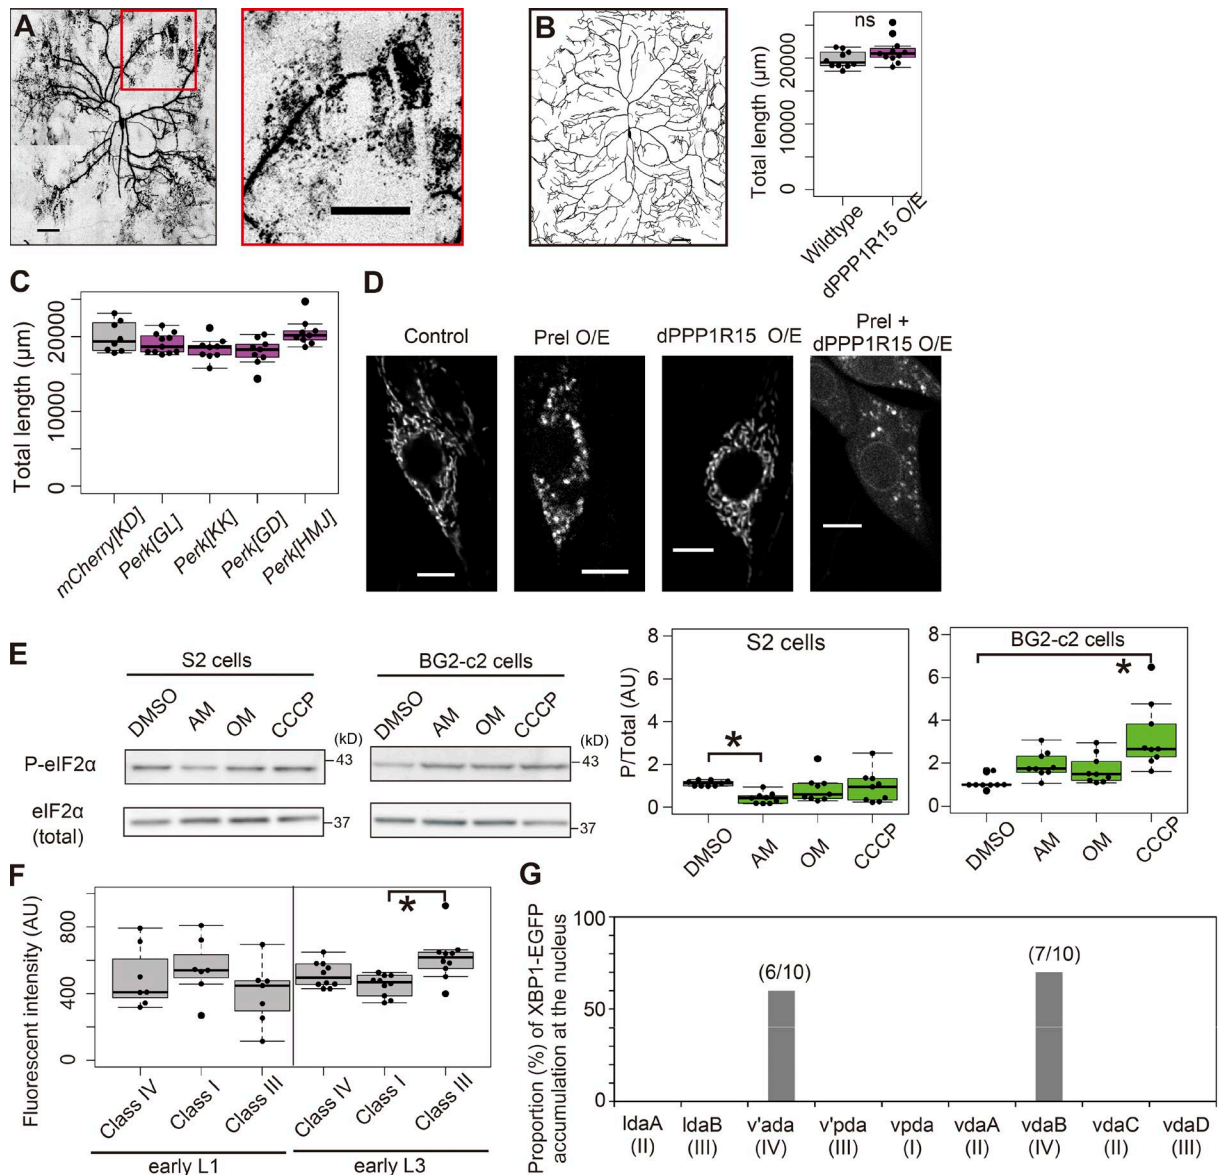 A
B
ns
Total length (µm)
20000
10000
0
Wildtype
dPPP1R15 O/E
C
Total length (µm)
20000
10000
0
mCherry[KD]
Perk[GL]
Perk[KK]
Perk[GD]
Perk[HMJ]
D
Control
Prel O/E
dPPP1R15 O/E
Prel +
dPPP1R15 O/E
E
S2 cells
BG2-c2 cells
DMSO
AM
OM
CCCP
(kD)
DMSO
AM
OM
CCCP
(kD)
P-eIF2α
43
43
eIF2α
(total)
37
37
P/Total (AU)
8
6
4
2
0
S2 cells
*
DMSO
AM
OM
CCCP
8
6
4
2
0
BG2-c2 cells
*
DMSO
AM
OM
CCCP
F
Fluorescent intensity (AU)
800
400
0
*
Class IV
Class I
Class III
Class IV
Class I
Class III
early L1
early L3
G
Proportion (%) of XBP1-EGFP
accumulation at the nucleus
100
50
0
(6/10)
(7/10)
ldaA
(II)
ldaB
(III)
v'ada
(IV)
v'pda
(III)
vpda
(I)
vdaA
(II)
vdaB
(IV)
vdaC
(II)
vdaD
(III)